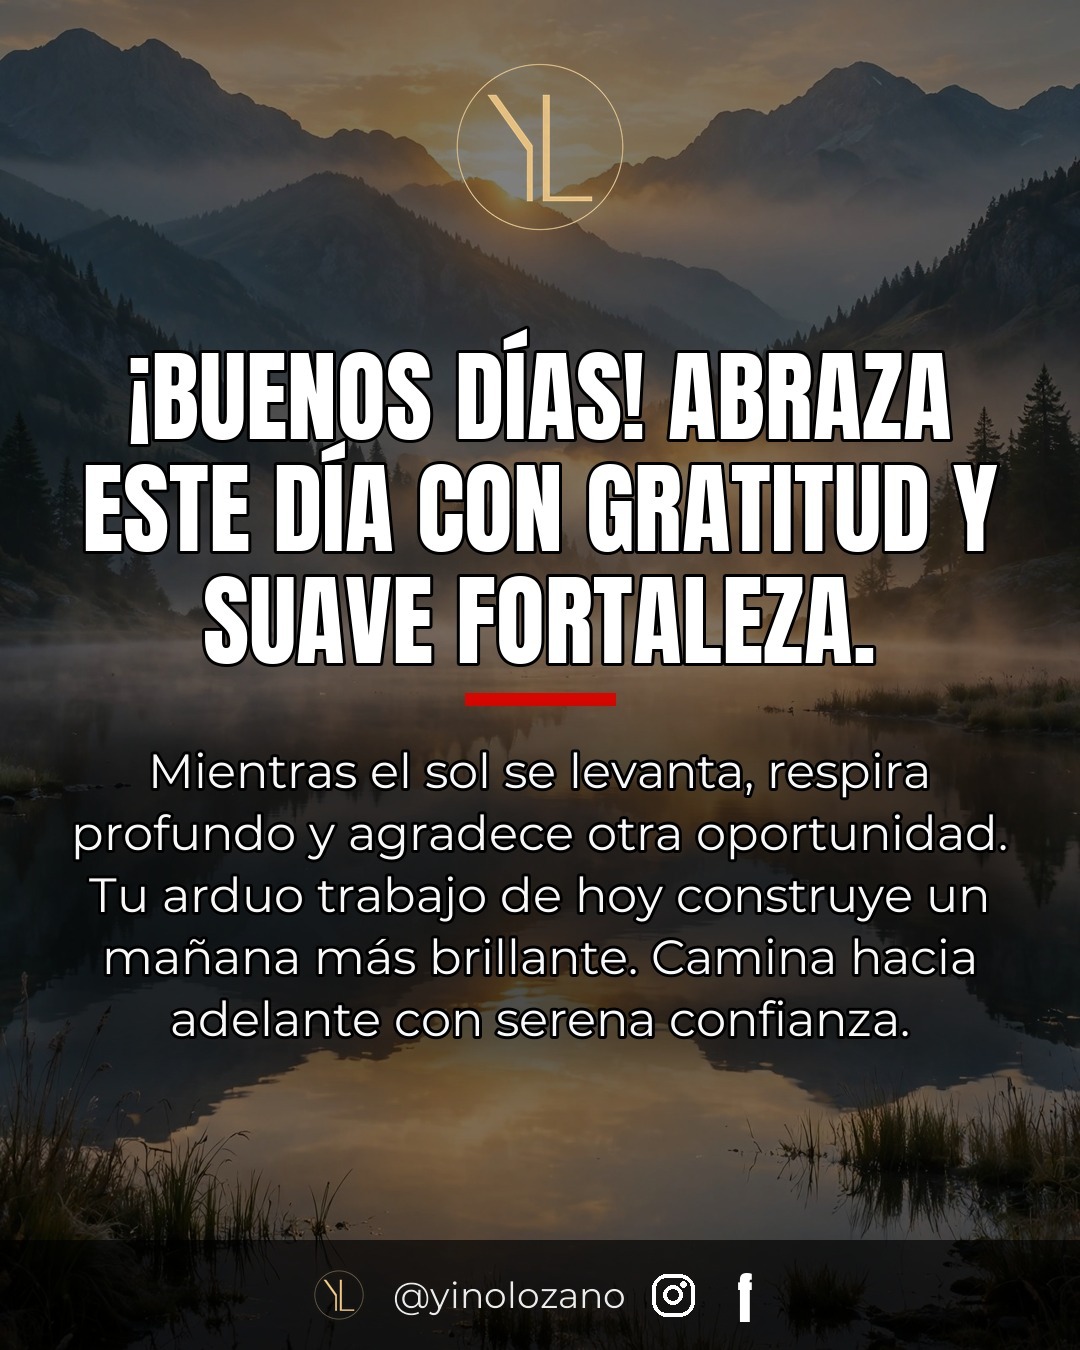 YL
¡BUENOS DÍAS! ABRAZA
ESTE DÍA CON GRATITUD Y
SUAVE FORTALEZA.
Mientras el sol se levanta, respira
profundo y agradece otra oportunidad.
Tu arduo trabajo de hoy construye un
mañana más brillante. Camina hacia
adelante con serena confianza.
YL @yinolozano f